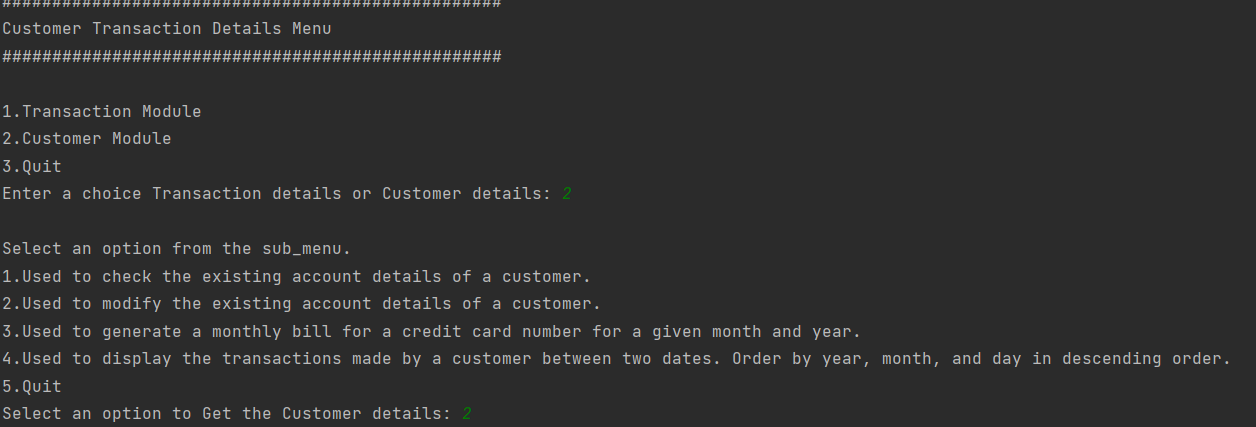 ##################################################
Customer Transaction Details Menu
##################################################
1.Transaction Module
2.Customer Module
3.Quit
Enter a choice Transaction details or Customer details: 2
Select an option from the sub_menu.
1.Used to check the existing account details of a customer.
2.Used to modify the existing account details of a customer.
3.Used to generate a monthly bill for a credit card number for a given month and year.
4.Used to display the transactions made by a customer between two dates. Order by year, month, and day in descending order.
5.Quit
Select an option to Get the Customer details: 2